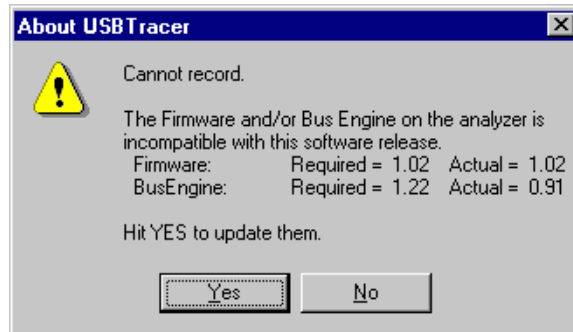 About USBTracer
Cannot record.
The Firmware and/or Bus Engine on the analyzer is
incompatible with this software release.
Firmware: Required = 1.02 Actual = 1.02
BusEngine: Required = 1.22 Actual = 0.91
Hit YES to update them.
Yes No